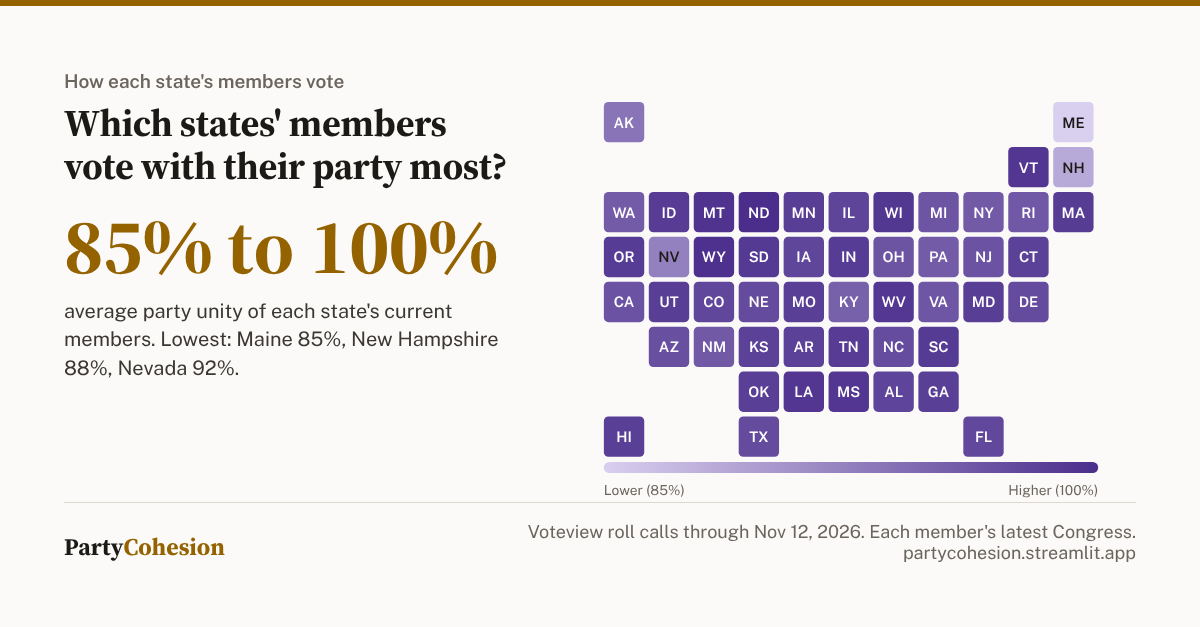 How each state's members vote
Which states' members
vote with their party most?
85% to 100%
average party unity of each state's current
members. Lowest: Maine 85%, New Hampshire
88%, Nevada 92%.
AK ME
VT NH
WA ID MT ND MN IL WI MI NY RI MA
OR NV WY SD IA IN OH PA NJ CT
CA UT CO NE MO KY WV VA MD DE
AZ NM KS AR TN NC SC
OK LA MS AL GA
HI TX FL
Lower (85%) Higher (100%)
PartyCohesion
Voteview roll calls through Nov 12, 2026. Each member's latest Congress.
partycohesion.streamlit.app